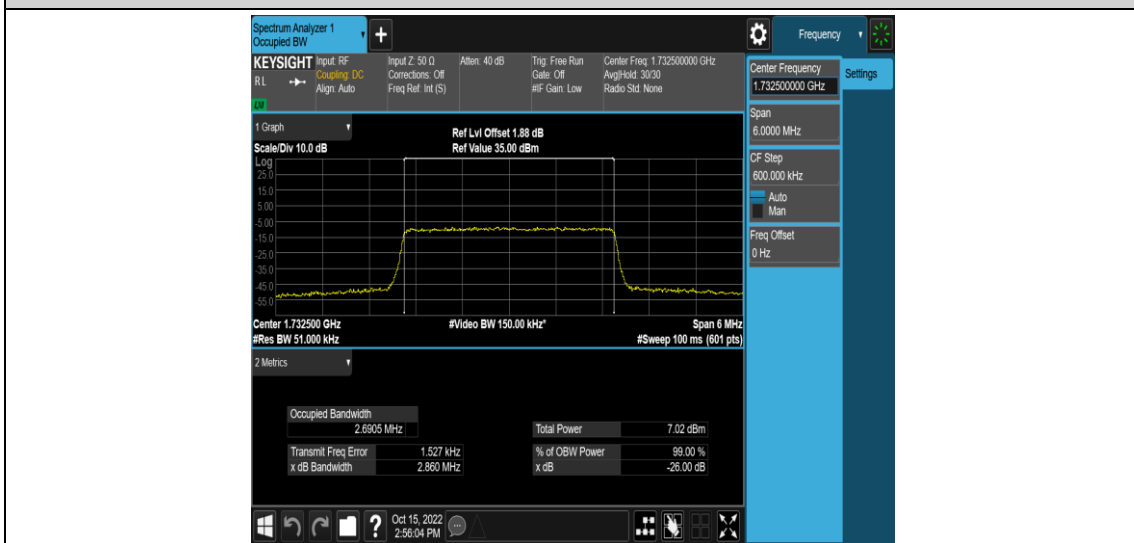 Spectrum Analyzer 1
Occupied BW
+
Frequency
KEYSIGHT Input: RF Input Z: 50 Ω Atten: 40 dB Trig: Free Run Center Freq: 1.732500000 GHz
RL Coupling: DC Corrections: Off Gate: Off Avg|Hold: 30/30
Align: Auto Freq Ref: Int (S) #IF Gain: Low Radio Std: None
LXI
Center Frequency
1.732500000 GHz
Settings
Span
6.0000 MHz
CF Step
600.000 kHz
Auto
Man
Freq Offset
0 Hz
1 Graph
Ref Lvl Offset 1.88 dB
Scale/Div 10.0 dB Ref Value 35.00 dBm
Log
25.0
15.0
5.00
-5.00
-15.0
-25.0
-35.0
-45.0
-55.0
Center 1.732500 GHz #Video BW 150.00 kHz* Span 6 MHz
#Res BW 51.000 kHz #Sweep 100 ms (601 pts)
2 Metrics
Occupied Bandwidth
2.6905 MHz Total Power 7.02 dBm
Transmit Freq Error 1.527 kHz % of OBW Power 99.00 %
x dB Bandwidth 2.860 MHz x dB -26.00 dB
?
Oct 15, 2022
2:56:04 PM